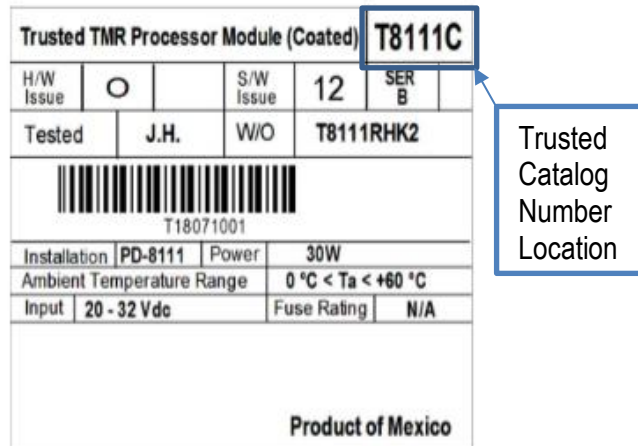 Trusted TMR Processor Module (Coated) T8111C
H/W Issue O S/W Issue 12 SER B
Tested J.H. W/O T8111RHK2
T18071001
Installation PD-8111 Power 30W
Ambient Temperature Range 0 °C < Ta < +60 °C
Input 20 - 32 Vdc Fuse Rating N/A
Product of Mexico
Trusted
Catalog
Number
Location